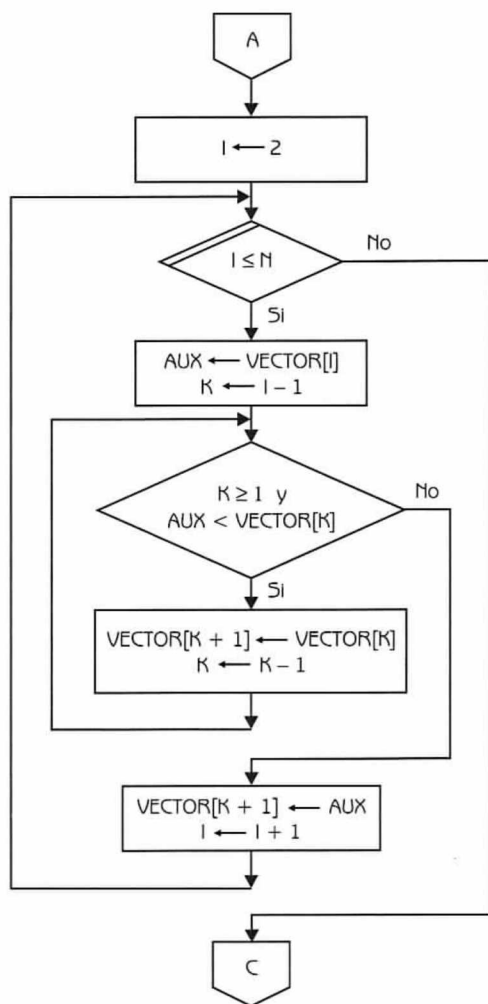 A
I ← 2
I ≤ N
No
Si
AUX ← VECTOR[I]
K ← I – 1
K ≥ 1 y
AUX < VECTOR[K]
No
Si
VECTOR[K + 1] ← VECTOR[K]
K ← K – 1
VECTOR[K + 1] ← AUX
I ← I + 1
C